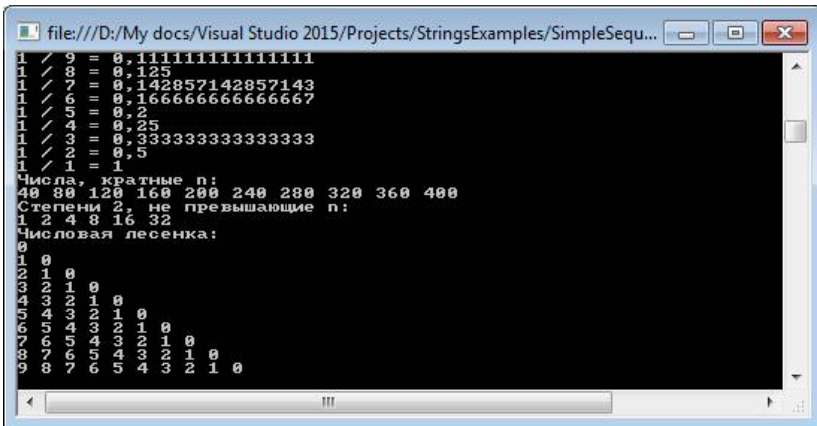 file:///D:/My docs/Visual Studio 2015/Projects/StringsExamples/SimpleSequ...
1 / 9 = 0,111111111111111
1 / 8 = 0,125
1 / 7 = 0,142857142857143
1 / 6 = 0,166666666666667
1 / 5 = 0,2
1 / 4 = 0,25
1 / 3 = 0,333333333333333
1 / 2 = 0,5
1 / 1 = 1
Числа, кратные n:
40 80 120 160 200 240 280 320 360 400
Степени 2, не превышающие n:
1 2 4 8 16 32
Числовая лесенка:
0
1 0
2 1 0
3 2 1 0
4 3 2 1 0
5 4 3 2 1 0
6 5 4 3 2 1 0
7 6 5 4 3 2 1 0
8 7 6 5 4 3 2 1 0
9 8 7 6 5 4 3 2 1 0